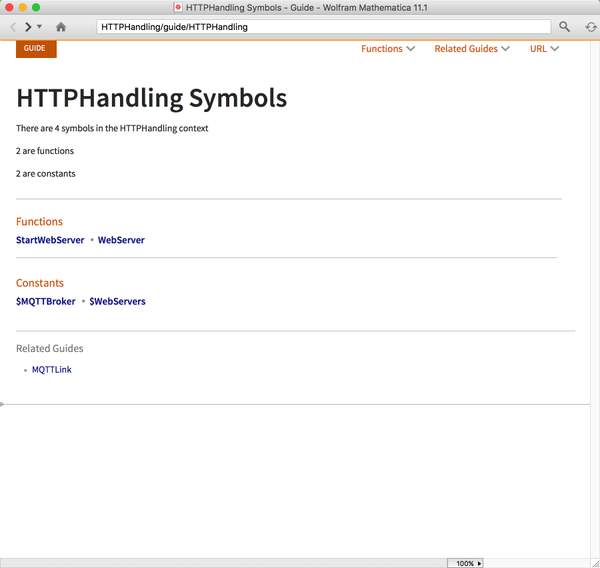 HTTPHandling Symbols - Guide - Wolfram Mathematica 11.1
HTTPHandling/guide/HTTPHandling
GUIDE Functions Related Guides URL
HTTPHandling Symbols
There are 4 symbols in the HTTPHandling context
2 are functions
2 are constants
Functions
StartWebServer • WebServer
Constants
$MQTTBroker • $WebServers
Related Guides
• MQTTLink
100%